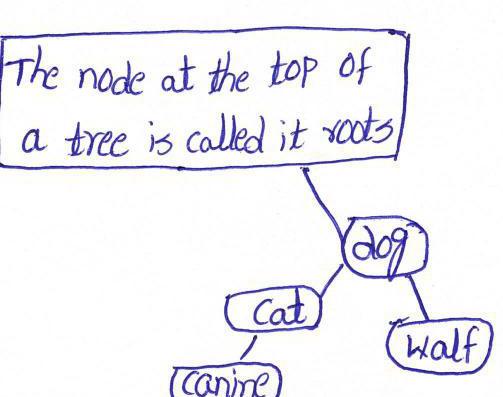 The node at the top of
a tree is called it roots
dog
cat
walf
canine